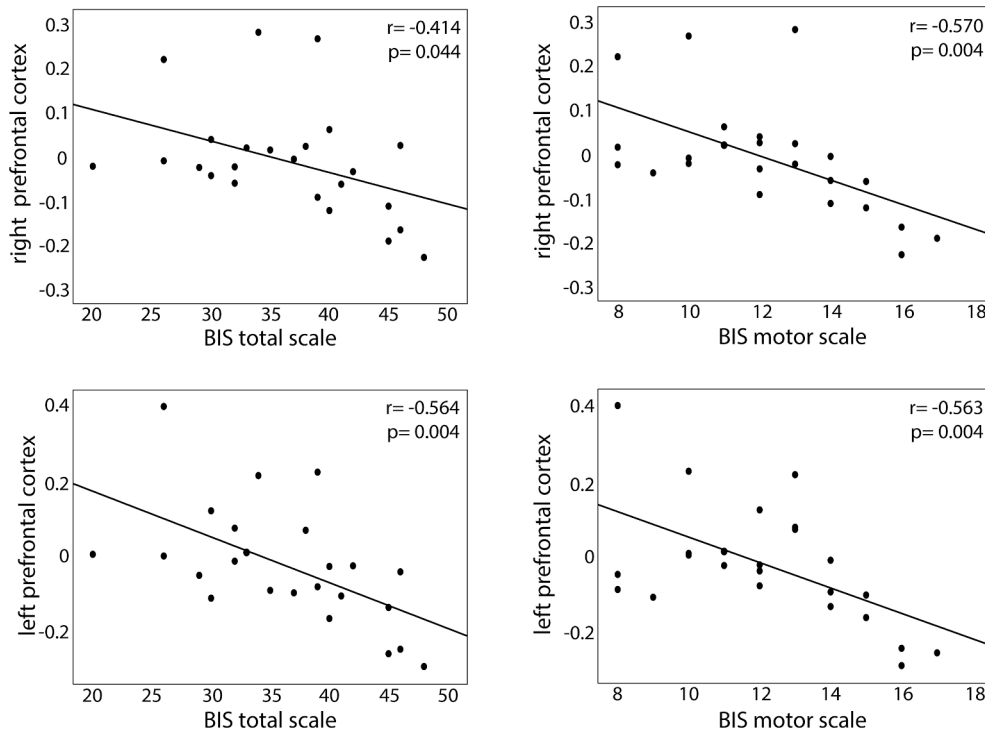 r= -0.414
p= 0.044
right prefrontal cortex
0.3
0.2
0.1
0
-0.1
-0.2
-0.3
20 25 30 35 40 45 50
BIS total scale
r= -0.570
p= 0.004
right prefrontal cortex
0.3
0.2
0.1
0
-0.1
-0.2
-0.3
8 10 12 14 16 18
BIS motor scale
r= -0.564
p= 0.004
left prefrontal cortex
0.4
0.2
0
-0.2
20 25 30 35 40 45 50
BIS total scale
r= -0.563
p= 0.004
left prefrontal cortex
0.4
0.2
0
-0.2
8 10 12 14 16 18
BIS motor scale